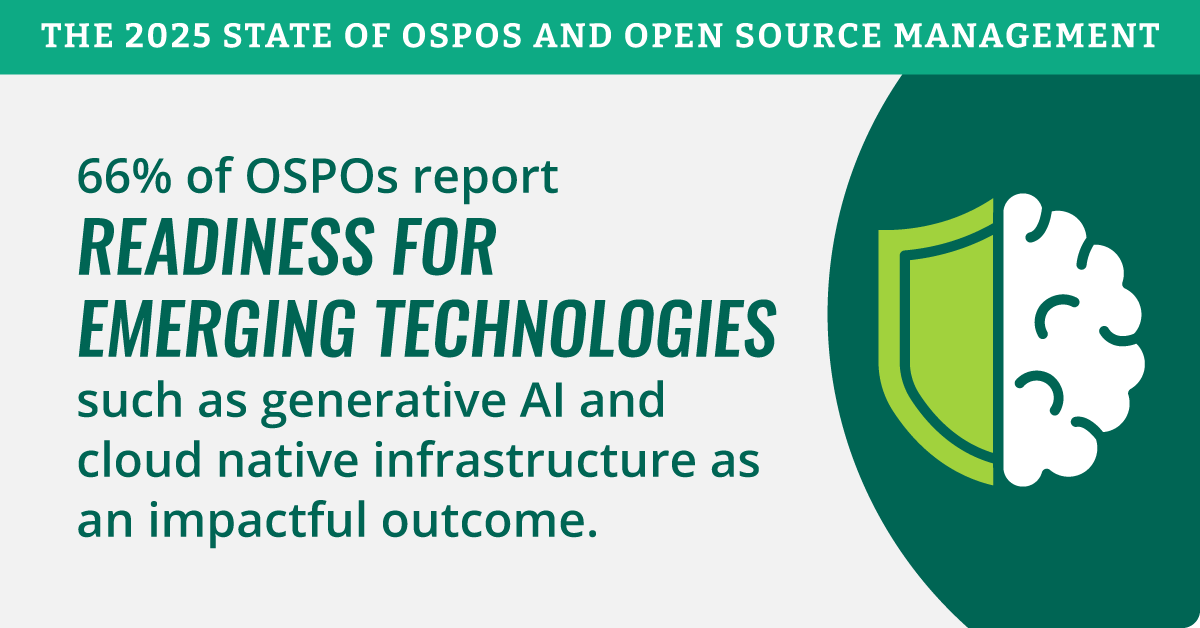 THE 2025 STATE OF OSPOS AND OPEN SOURCE MANAGEMENT
66% of OSPOs report
READINESS FOR
EMERGING TECHNOLOGIES
such as generative AI and
cloud native infrastructure as
an impactful outcome.